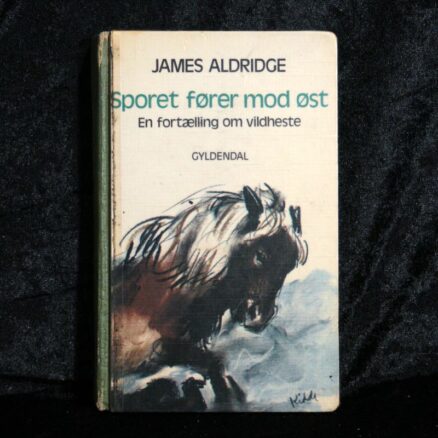 JAMES ALDRIDGE
Sporet fører mod øst
En fortælling om vildheste
GYLDENDAL